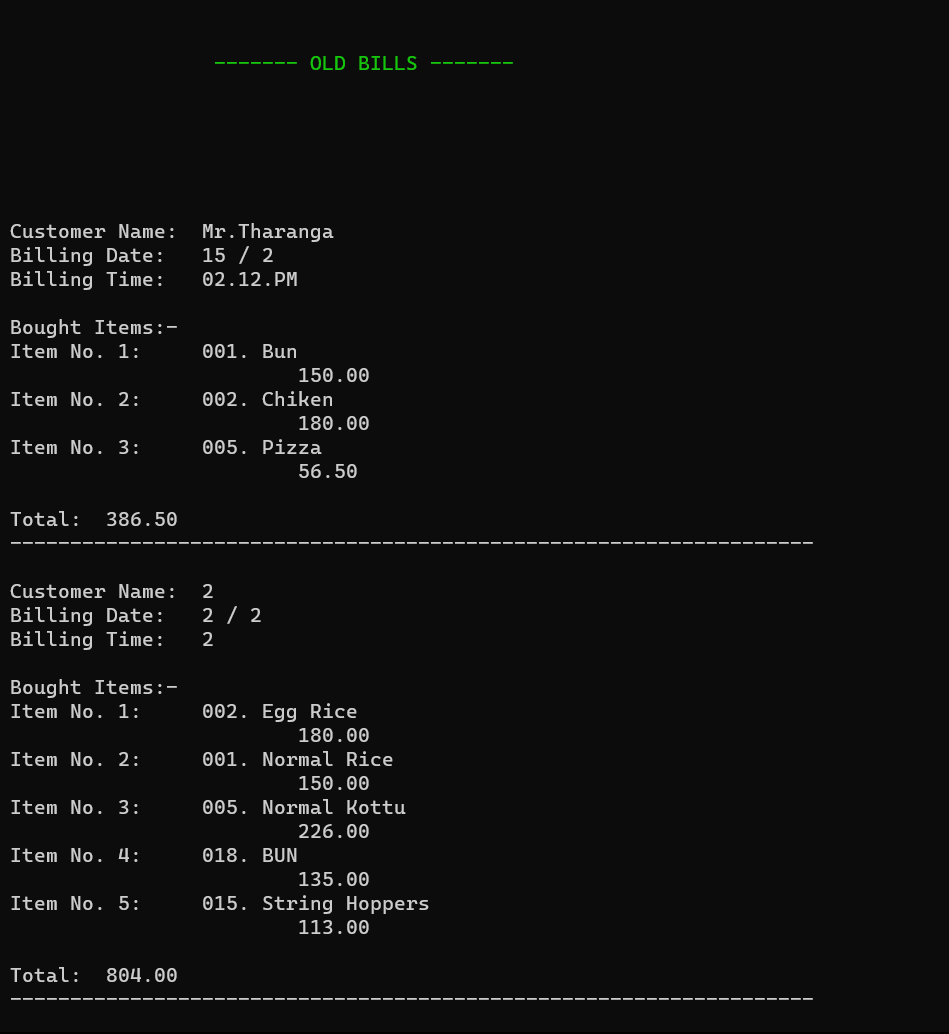 ------- OLD BILLS -------
Customer Name:  Mr.Tharanga
Billing Date:   15 / 2
Billing Time:   02.12.PM
Bought Items:-
Item No. 1:     001. Bun
150.00
Item No. 2:     002. Chiken
180.00
Item No. 3:     005. Pizza
56.50
Total:  386.50
-------------------------------------------------------------------
Customer Name:  2
Billing Date:   2 / 2
Billing Time:   2
Bought Items:-
Item No. 1:     002. Egg Rice
180.00
Item No. 2:     001. Normal Rice
150.00
Item No. 3:     005. Normal Kottu
226.00
Item No. 4:     018. BUN
135.00
Item No. 5:     015. String Hoppers
113.00
Total:  804.00
-------------------------------------------------------------------